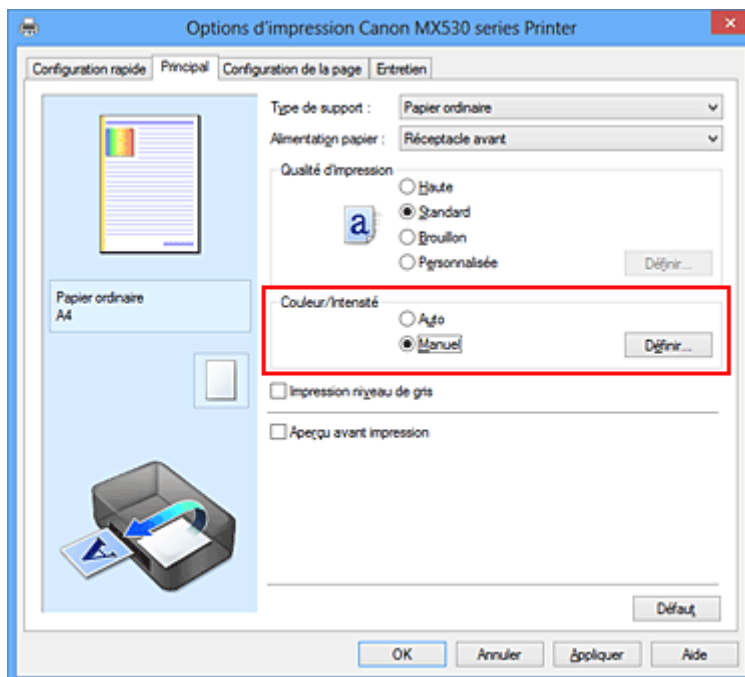 Options d'impression Canon MX530 series Printer
Configuration rapide Principal Configuration de la page Entretien
Type de support : Papier ordinaire
Alimentation papier : Réceptacle avant
Qualité d'impression
Haute
a
Standard
Brouillon
Personnalisée Définir...
Papier ordinaire
A4
Couleur/Intensité
Auto
Manuel Définir...
Impression niveau de gris
Aperçu avant impression
A
Défaut
OK Annuler Appliquer Aide